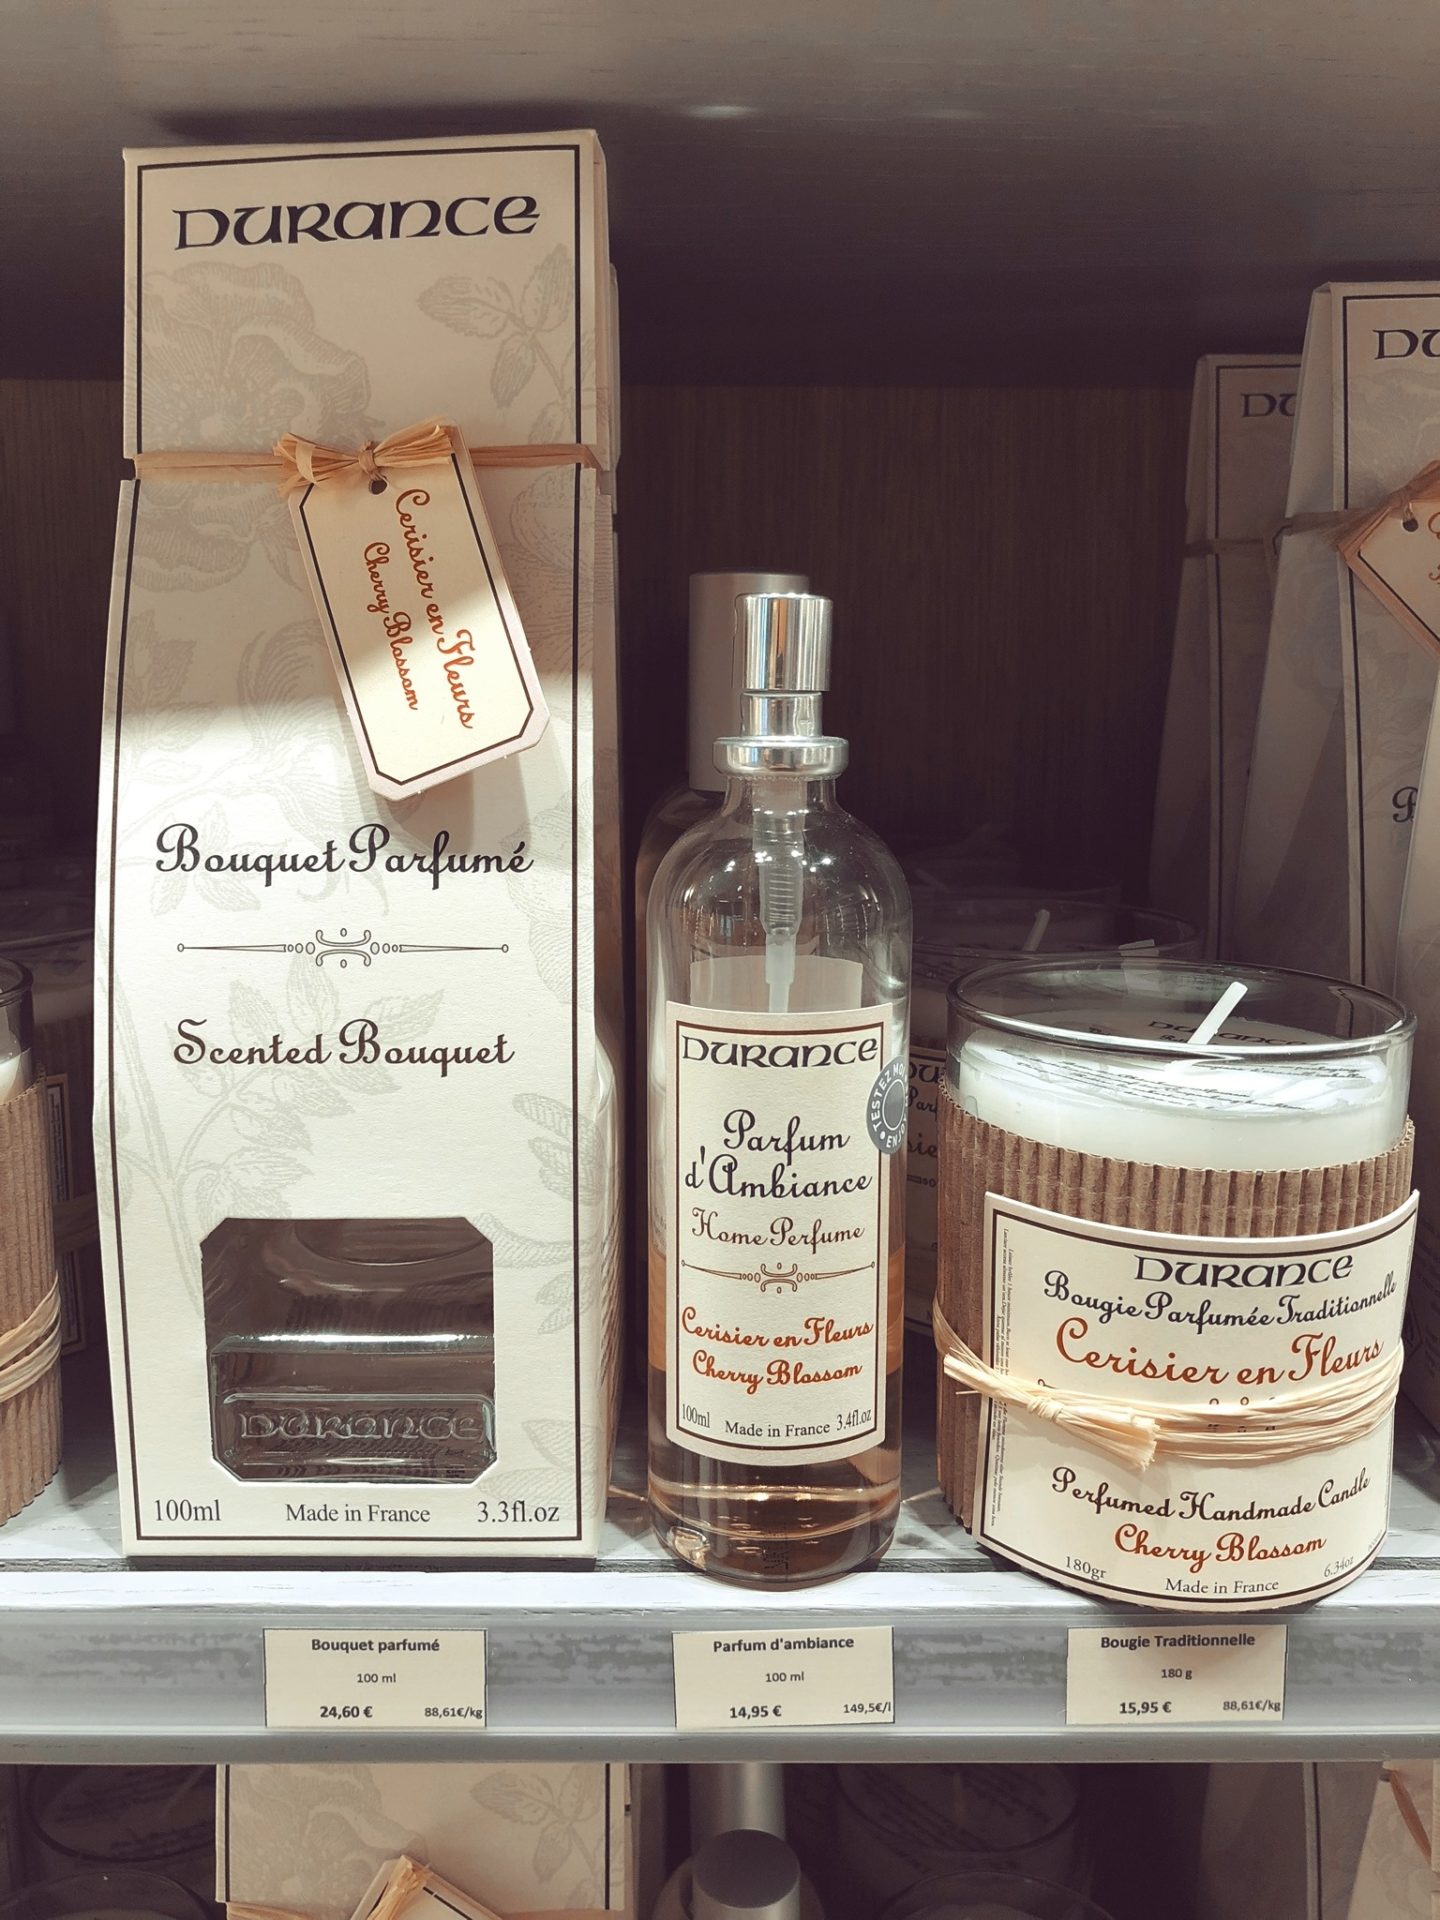 DURANCE
Cerisier en Fleurs
Cherry Blossom
Bouquet Parfumé
Scented Bouquet
DURANCE
100ml Made in France 3.3fl.oz
DURANCE
Parfum
d'Ambiance
Home Perfume
Cerisier en Fleurs
Cherry Blossom
100ml Made in France 3.4fl.oz
TESTEZ MOI
DURANCE
DURANCE
Bougie Parfumée Traditionnelle
Cerisier en Fleurs
Perfumed Handmade Candle
Cherry Blossom
180gr Made in France 6.34oz
Bouquet parfumé
100 ml
24,60 € 88,61€/kg
Parfum d'ambiance
100 ml
14,95 € 149,5€/l
Bougie Traditionnelle
180 g
15,95 € 88,61€/kg